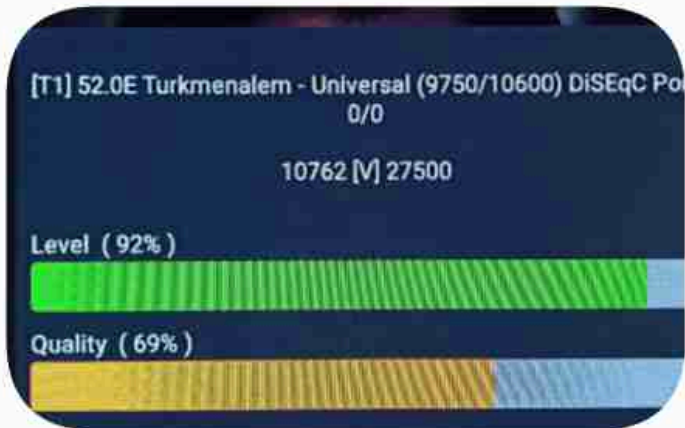 [T1] 52.0E Turkmenalem - Universal (9750/10600) DiSEqC
0/0
10762 [V] 27500
Level ( 92% )
Quality ( 69% )